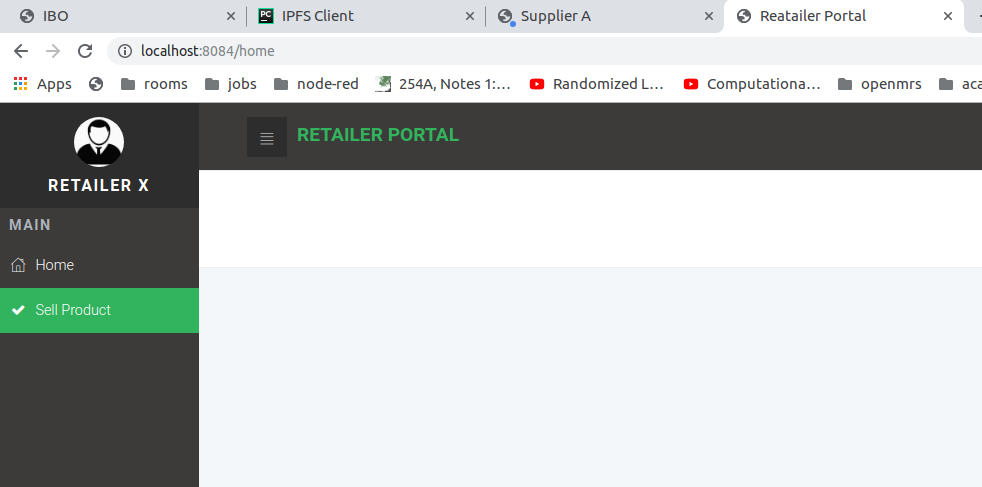 IBO
IPFS Client
Supplier A
Reatailer Portal
localhost:8084/home
Apps
rooms
jobs
node-red
254A, Notes 1:…
Randomized L…
Computationa…
openmrs
aca
RETAILER X
RETAILER PORTAL
MAIN
Home
Sell Product